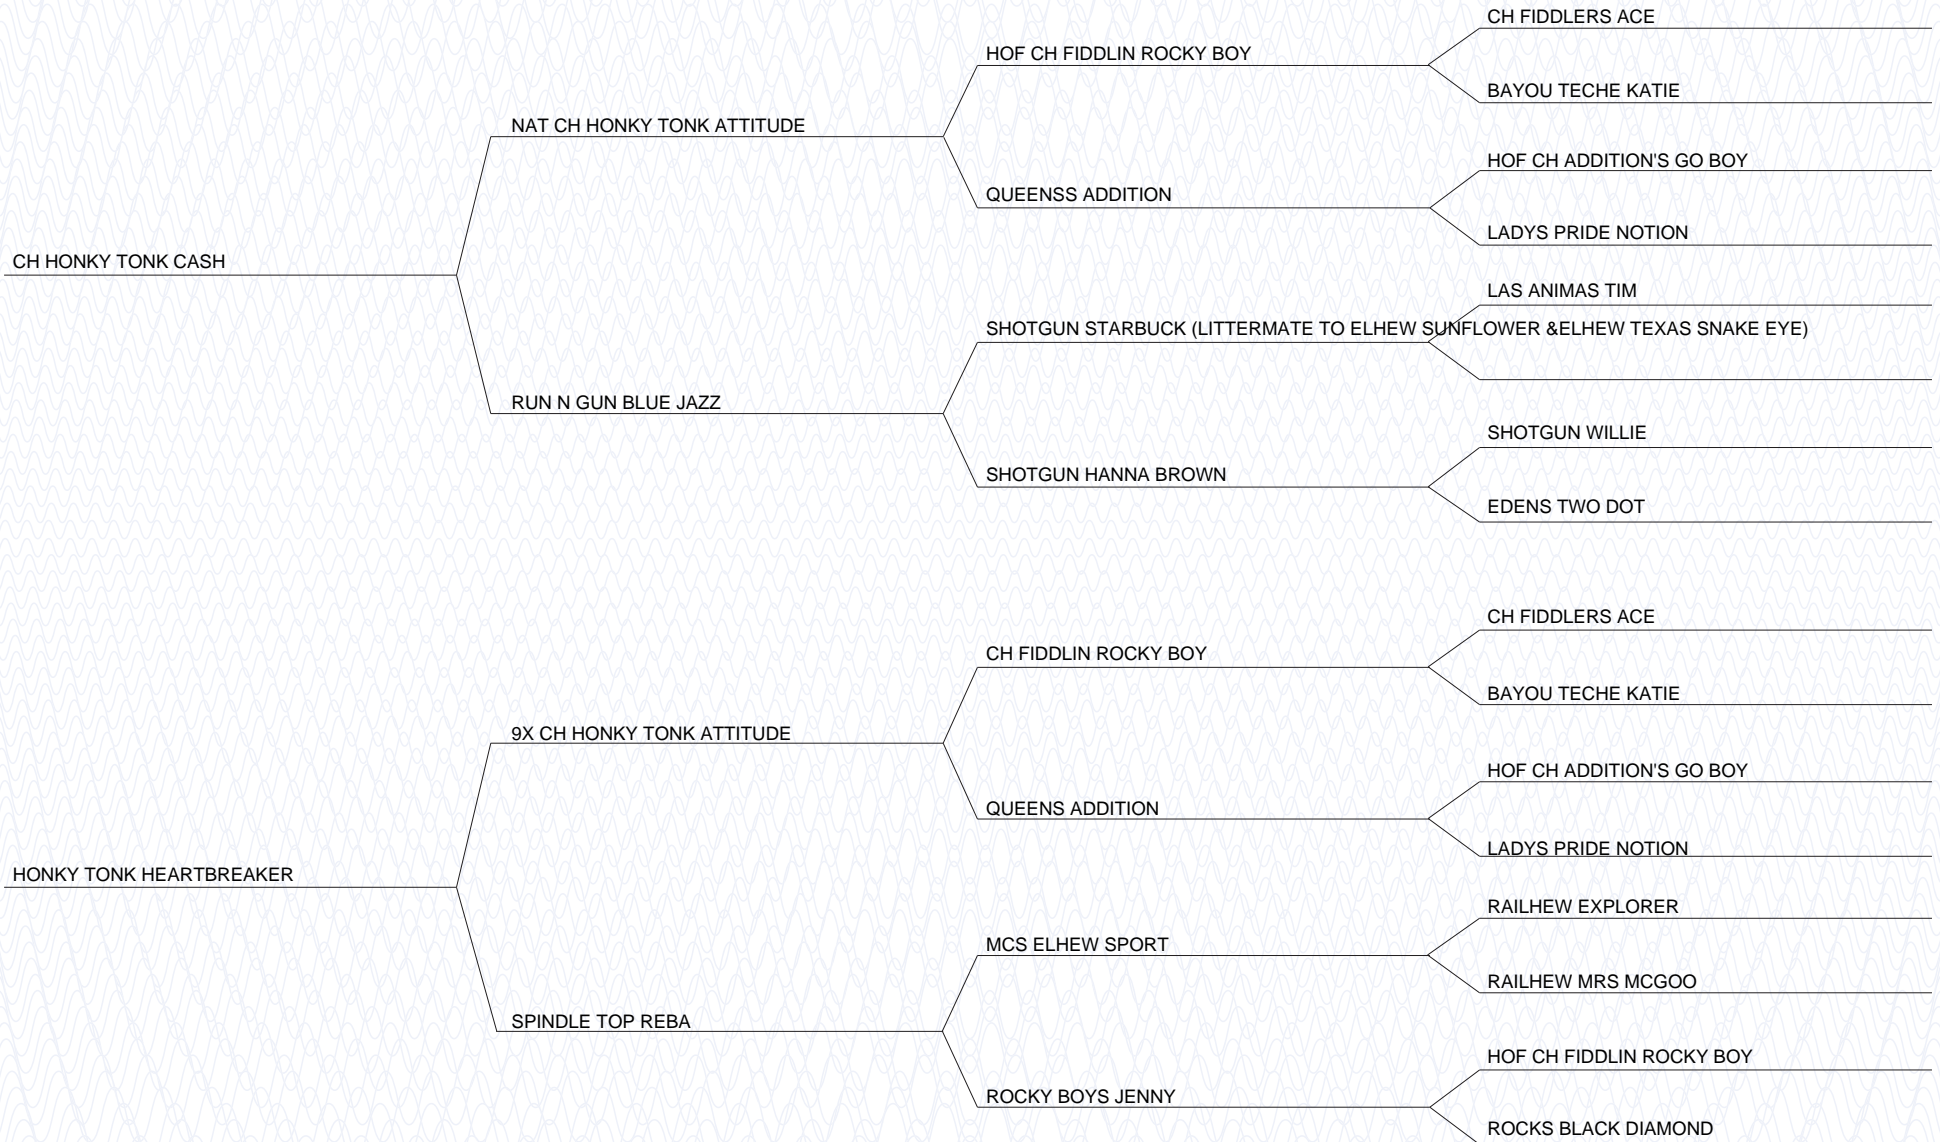 CH FIDDLERS ACE
HOF CH FIDDLIN ROCKY BOY
BAYOU TECHE KATIE
NAT CH HONKY TONK ATTITUDE
HOF CH ADDITION'S GO BOY
QUEENSS ADDITION
LADYS PRIDE NOTION
CH HONKY TONK CASH
LAS ANIMAS TIM
SHOTGUN STARBUCK (LITTERMATE TO ELHEW SUNFLOWER &ELHEW TEXAS SNAKE EYE)
RUN N GUN BLUE JAZZ
SHOTGUN WILLIE
SHOTGUN HANNA BROWN
EDENS TWO DOT
CH FIDDLERS ACE
CH FIDDLIN ROCKY BOY
BAYOU TECHE KATIE
9X CH HONKY TONK ATTITUDE
HOF CH ADDITION'S GO BOY
QUEENS ADDITION
LADYS PRIDE NOTION
HONKY TONK HEARTBREAKER
RAILHEW EXPLORER
MCS ELHEW SPORT
RAILHEW MRS MCGOO
SPINDLE TOP REBA
HOF CH FIDDLIN ROCKY BOY
ROCKY BOYS JENNY
ROCKS BLACK DIAMOND